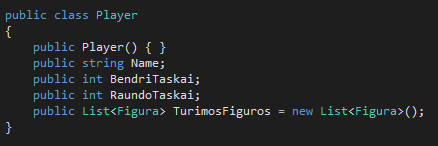 public class Player
{
public Player() { }
public string Name;
public int BendriTaskai;
public int RaundoTaskai;
public List<Figura> TurimosFiguros = new List<Figura>();
}